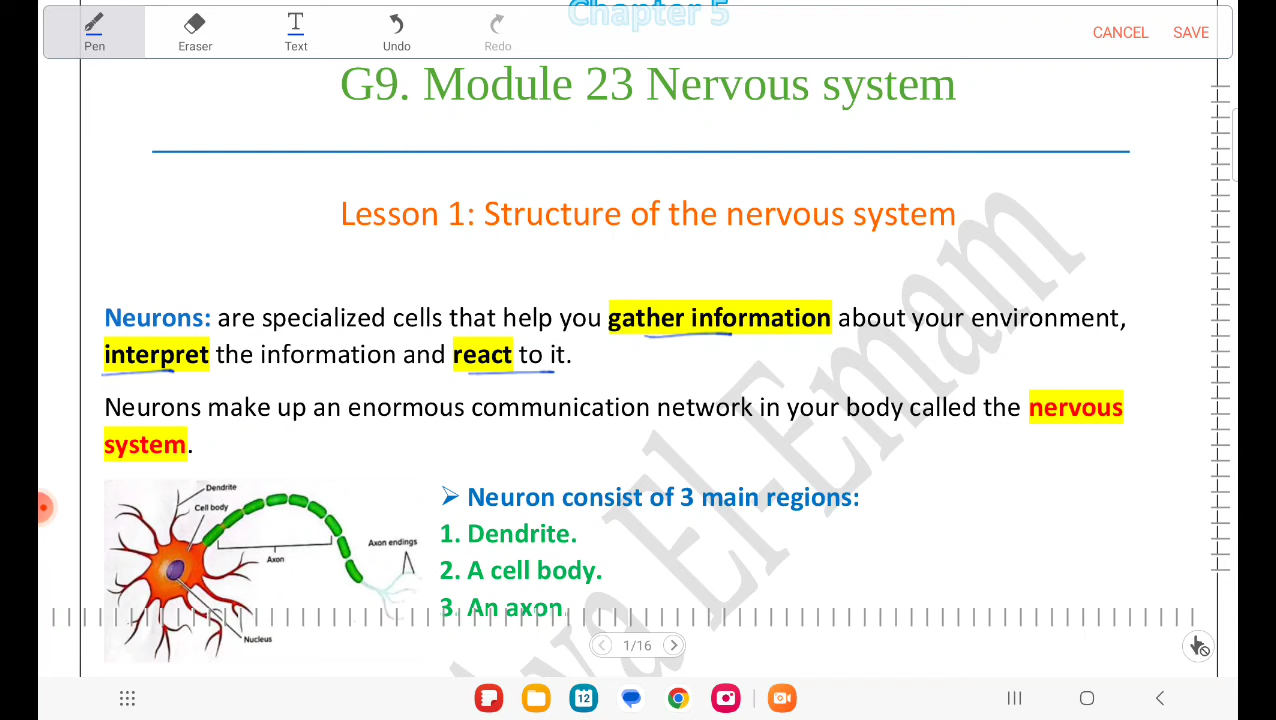 Chapter 5
Pen
Eraser
Text
Undo
Redo
CANCEL
SAVE
G9. Module 23 Nervous system
Lesson 1: Structure of the nervous system
Neurons: are specialized cells that help you gather information about your environment,
interpret the information and react to it.
Neurons make up an enormous communication network in your body called the nervous
system.
Dendrite
Cell body
Axon
Axon endings
Nucleus
➢ Neuron consist of 3 main regions:
1. Dendrite.
2. A cell body.
3. An axon.
El-Emam
1/16
12